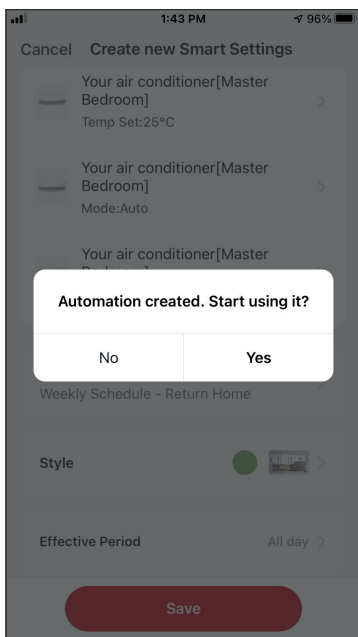 1:43 PM
96%
Cancel Create new Smart Settings
Your air conditioner[Master
Bedroom]
Temp Set:25°C
Your air conditioner[Master
Bedroom]
Mode:Auto
Your air conditioner[Master
Automation created. Start using it?
No Yes
Weekly Schedule - Return Home
Style
Effective Period All day
Save